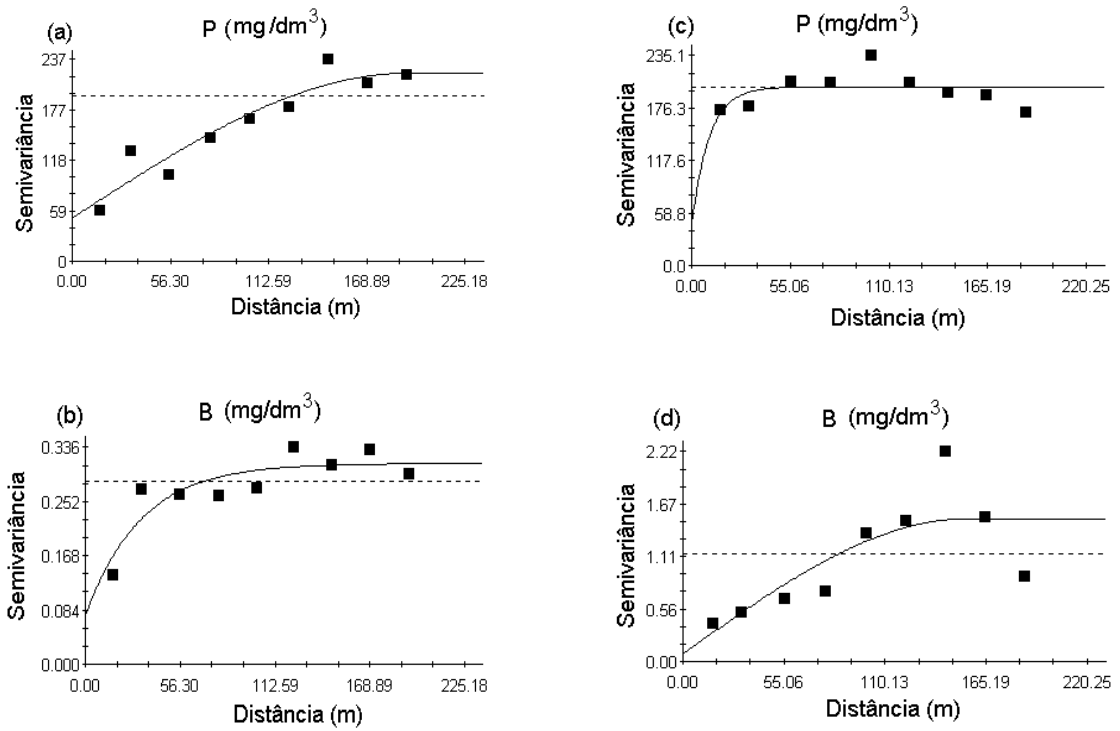 (a) P (mg/dm³)
Semivariância
237
177
118
59
0
0.00 56.30 112.59 168.89 225.18
Distância (m)
(c) P (mg/dm³)
Semivariância
235.1
176.3
117.6
58.8
0.0
0.00 55.06 110.13 165.19 220.25
Distância (m)
(b) B (mg/dm³)
Semivariância
0.336
0.252
0.168
0.084
0.000
0.00 56.30 112.59 168.89 225.18
Distância (m)
(d) B (mg/dm³)
Semivariância
2.22
1.67
1.11
0.56
0.00
0.00 55.06 110.13 165.19 220.25
Distância (m)